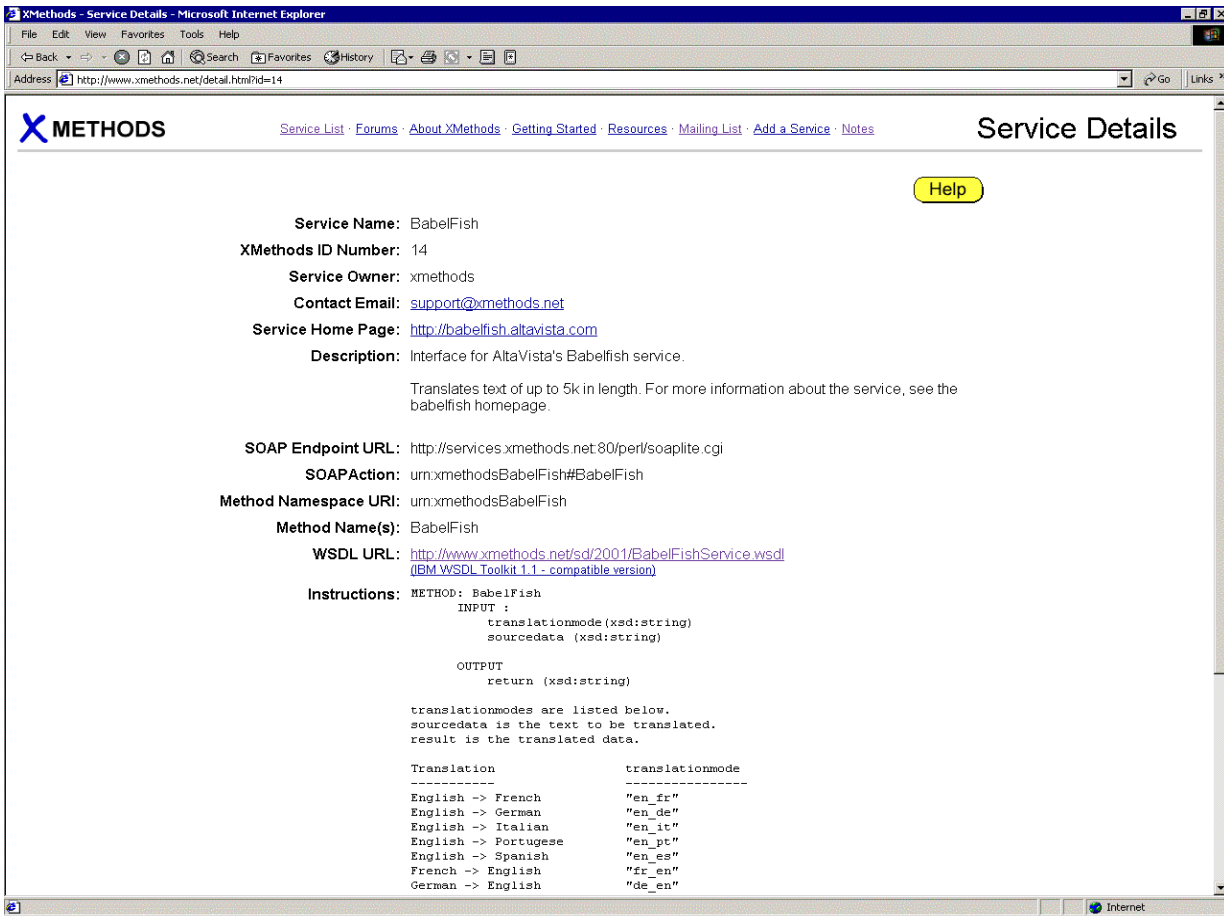 XMethods - Service Details - Microsoft Internet Explorer
File Edit View Favorites Tools Help
Back Search Favorites History
Address http://www.xmethods.net/detail.html?id=14 Go Links »
X METHODS Service List · Forums · About XMethods · Getting Started · Resources · Mailing List · Add a Service · Notes Service Details
Help
Service Name: BabelFish
XMethods ID Number: 14
Service Owner: xmethods
Contact Email: support@xmethods.net
Service Home Page: http://babelfish.altavista.com
Description: Interface for AltaVista's Babelfish service.
Translates text of up to 5k in length. For more information about the service, see the
babelfish homepage.
SOAP Endpoint URL: http://services.xmethods.net:80/perl/soaplite.cgi
SOAPAction: urn:xmethodsBabelFish#BabelFish
Method Namespace URI: urn:xmethodsBabelFish
Method Name(s): BabelFish
WSDL URL: http://www.xmethods.net/sd/2001/BabelFishService.wsdl
(IBM WSDL Toolkit 1.1 - compatible version)
Instructions: METHOD: BabelFish
INPUT :
translationmode(xsd:string)
sourcedata (xsd:string)
OUTPUT
return (xsd:string)
translationmodes are listed below.
sourcedata is the text to be translated.
result is the translated data.
Translation translationmode
----------- ----------------
English -> French "en_fr"
English -> German "en_de"
English -> Italian "en_it"
English -> Portugese "en_pt"
English -> Spanish "en_es"
French -> English "fr_en"
German -> English "de_en"
Internet